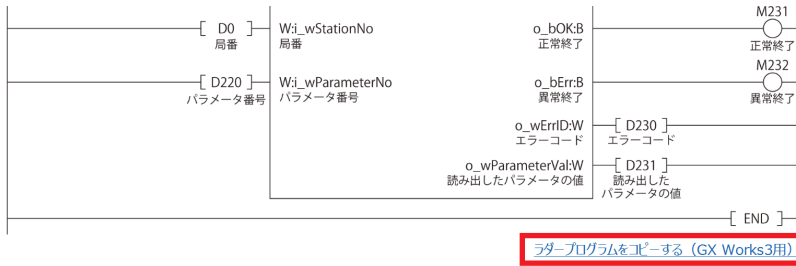 M231
[ D0 ] W:i_wStationNo o_bOK:B
局番 局番 正常終了 正常終了
M232
[ D220 ] W:i_wParameterNo o_bErr:B
パラメータ番号 パラメータ番号 異常終了 異常終了
o_wErrID:W [ D230 ]
エラーコード エラーコード
o_wParameterVal:W [ D231 ]
読み出したパラメータの値 読み出した
パラメータの値
[ END ]
ラダープログラムをコピーする（GX Works3用）